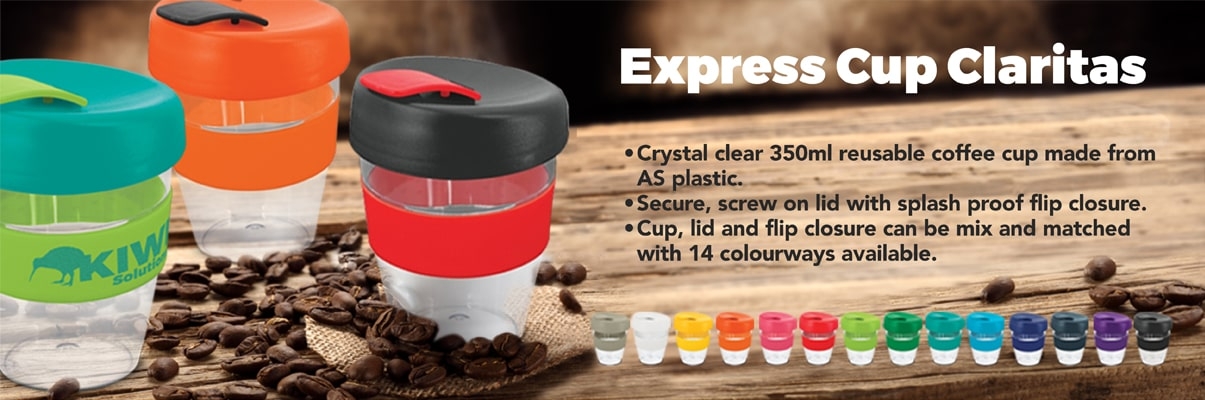 Express Cup Claritas
•Crystal clear 350ml reusable coffee cup made from
AS plastic.
•Secure, screw on lid with splash proof flip closure.
•Cup, lid and flip closure can be mix and matched
with 14 colourways available.
KIWI
Solution